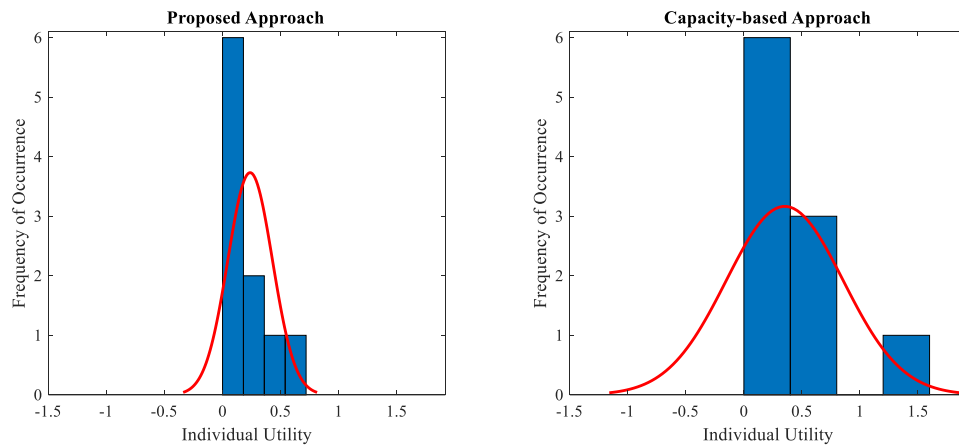 Proposed Approach
6
5
4
3
2
1
0
Frequency of Occurrence
-1.5 -1 -0.5 0 0.5 1 1.5
Individual Utility
Capacity-based Approach
6
5
4
3
2
1
0
Frequency of Occurrence
-1.5 -1 -0.5 0 0.5 1 1.5
Individual Utility